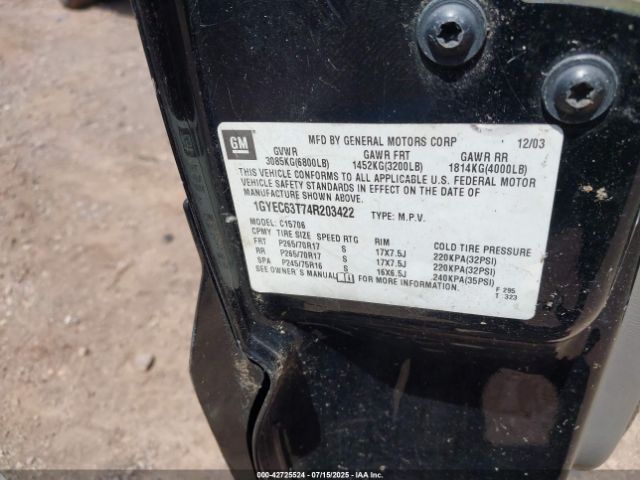 GM
MFD BY GENERAL MOTORS CORP 12/03
GVWR GAWR FRT GAWR RR
3085KG(6800LB) 1452KG(3200LB) 1814KG(4000LB)
THIS VEHICLE CONFORMS TO ALL APPLICABLE U.S. FEDERAL MOTOR
VEHICLE SAFETY STANDARDS IN EFFECT ON THE DATE OF
MANUFACTURE SHOWN ABOVE.
1GYEC63T74R203422 TYPE: M.P.V.
MODEL: C15706
CPMY TIRE SIZE SPEED RTG RIM COLD TIRE PRESSURE
FRT P265/70R17 S 17X7.5J 220KPA(32PSI)
RR P265/70R17 S 17X7.5J 220KPA(32PSI)
SPA P245/75R16 S 16X6.5J 240KPA(35PSI)
SEE OWNER'S MANUAL FOR MORE INFORMATION.
F 295
T 323
000-42725524 07/15/2025 IAAI.com